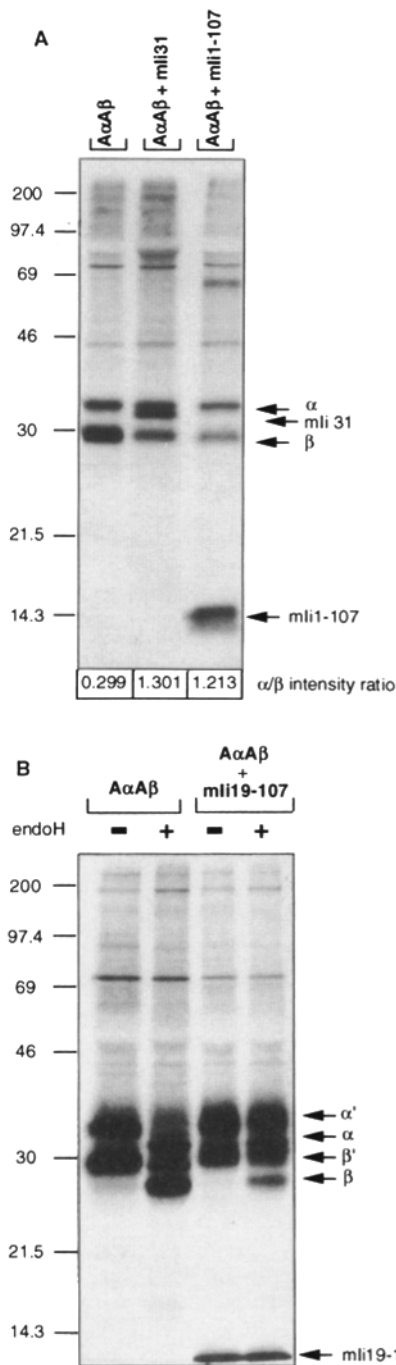 A
AαAβ
AαAβ + mIi31
AαAβ + mIi1-107
200
97.4
69
46
α
mIi 31
30
β
21.5
14.3
mIi1-107
0.299 1.301 1.213 α/β intensity ratio
B
AαAβ
+
AαAβ mIi19-107
endoH - + - +
200
97.4
69
46
α'
α
30 β'
β
21.5
14.3
mIi19-1